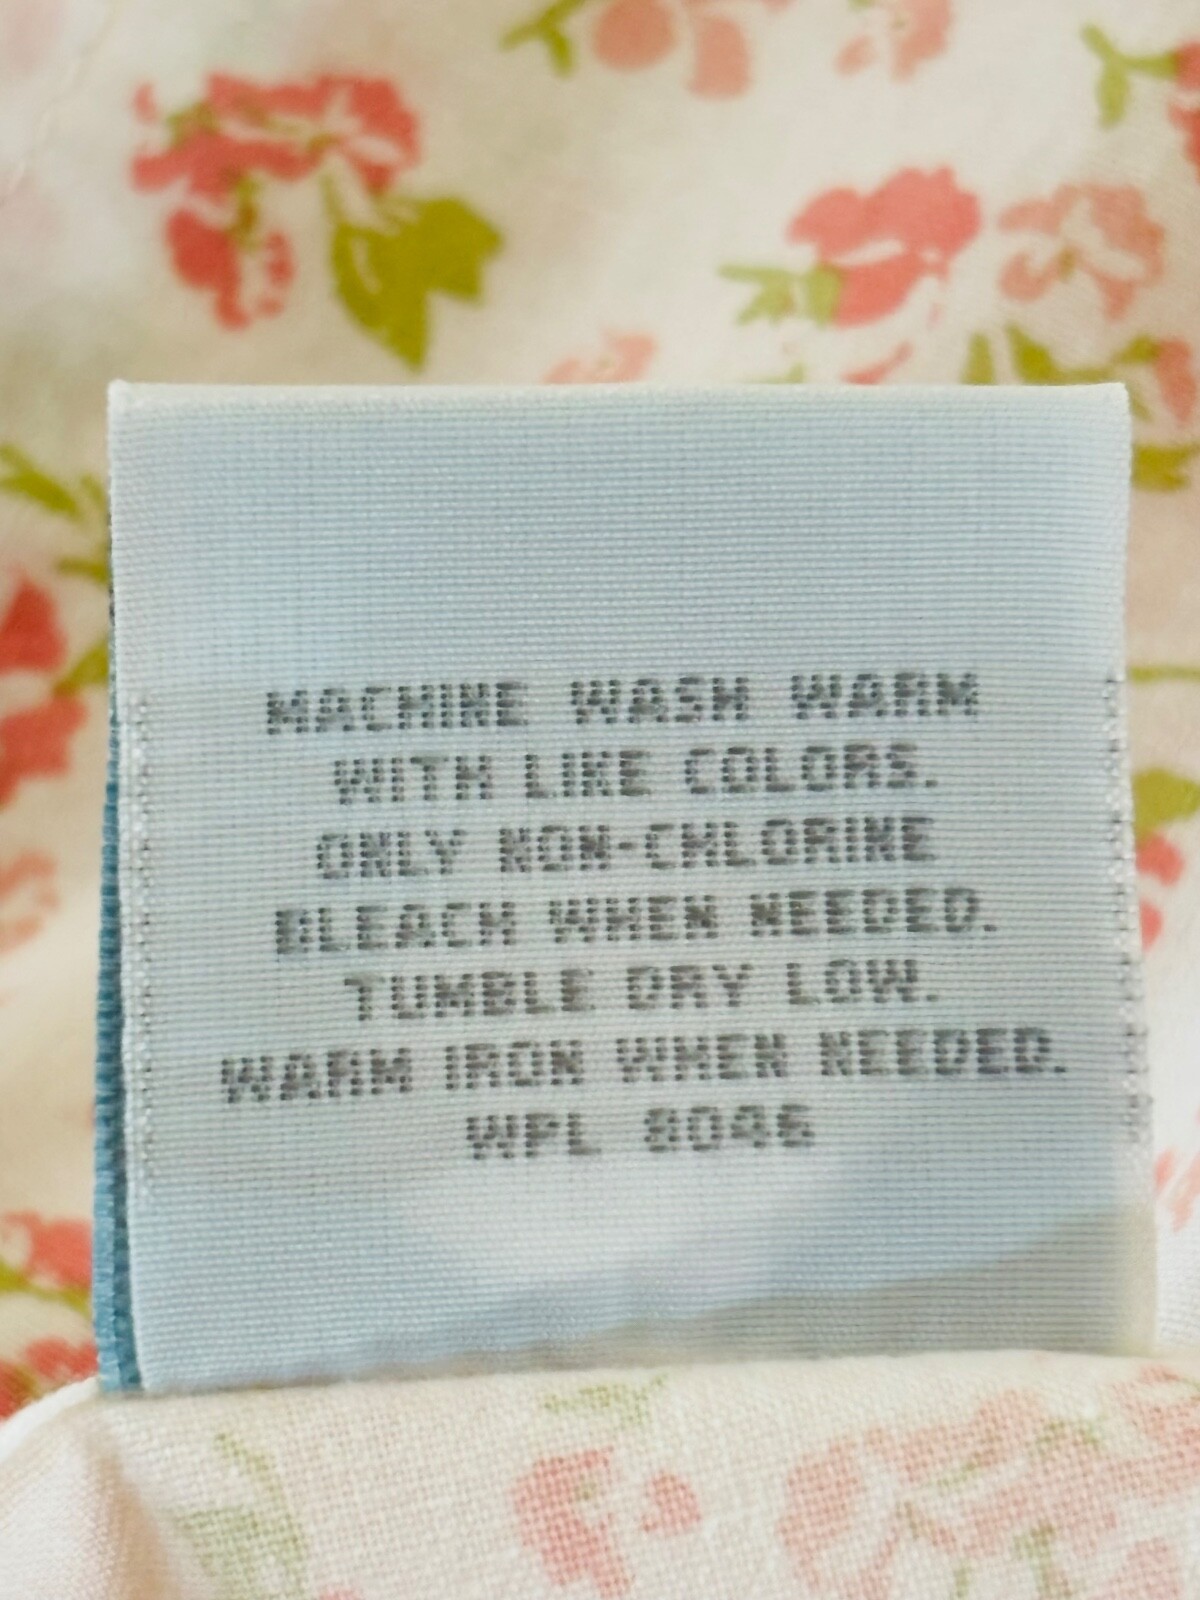 MACHINE WASH WARM
WITH LIKE COLORS.
ONLY NON-CHLORINE
BLEACH WHEN NEEDED.
TUMBLE DRY LOW.
WARM IRON WHEN NEEDED.
WPL 8046